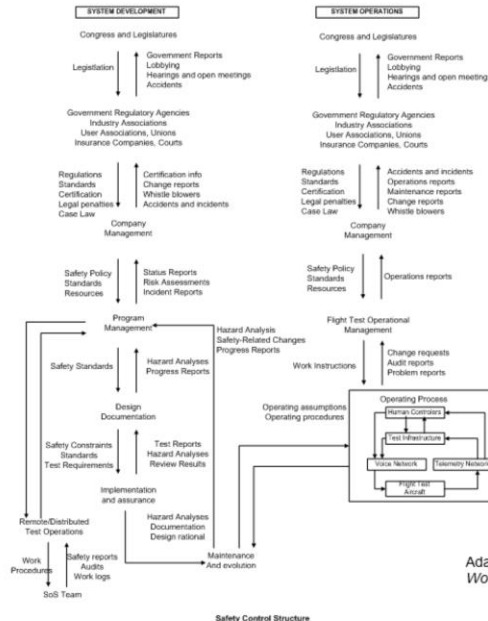 SYSTEM DEVELOPMENT
Congress and Legislatures
Legistlation
Government Reports
Lobbying
Hearings and open meetings
Accidents
Government Regulatory Agencies
Industry Associations
User Associations, Unions
Insurance Companies, Courts
Regulations
Standards
Certification
Legal penalties
Case Law
Certification info
Change reports
Whistle blowers
Accidents and incidents
Company
Management
Safety Policy
Standards
Resources
Status Reports
Risk Assessments
Incident Reports
Program
Management
Safety Standards
Hazard Analyses
Progress Reports
Design
Documentation
Safety Constraints
Standards
Test Requirements
Test Reports
Hazard Analyses
Review Results
Implementation
and assurance
Remote/Distributed
Test Operations
Work
Procedures
Safety reports
Audits
Work logs
SoS Team
Hazard Analyses
Documentation
Design rational
Maintenance
And evolution
Hazard Analysis
Safety-Related Changes
Progress Reports
Operating assumptions
Operating procedures
SYSTEM OPERATIONS
Congress and Legislatures
Legistlation
Government Reports
Lobbying
Hearings and open meetings
Accidents
Government Regulatory Agencies
Industry Associations
User Associations, Unions
Insurance Companies, Courts
Regulations
Standards
Certification
Legal penalties
Case Law
Accidents and incidents
Operations reports
Maintenance reports
Change reports
Whistle blowers
Company
Management
Safety Policy
Standards
Resources
Operations reports
Flight Test Operational
Management
Work Instructions
Change requests
Audit reports
Problem reports
Operating Process
Human Controlers
Test Infrastructure
Voice Network
Telemetry Network
Flight Test
Aircraft
Ada
Wo
Safety Control Structure